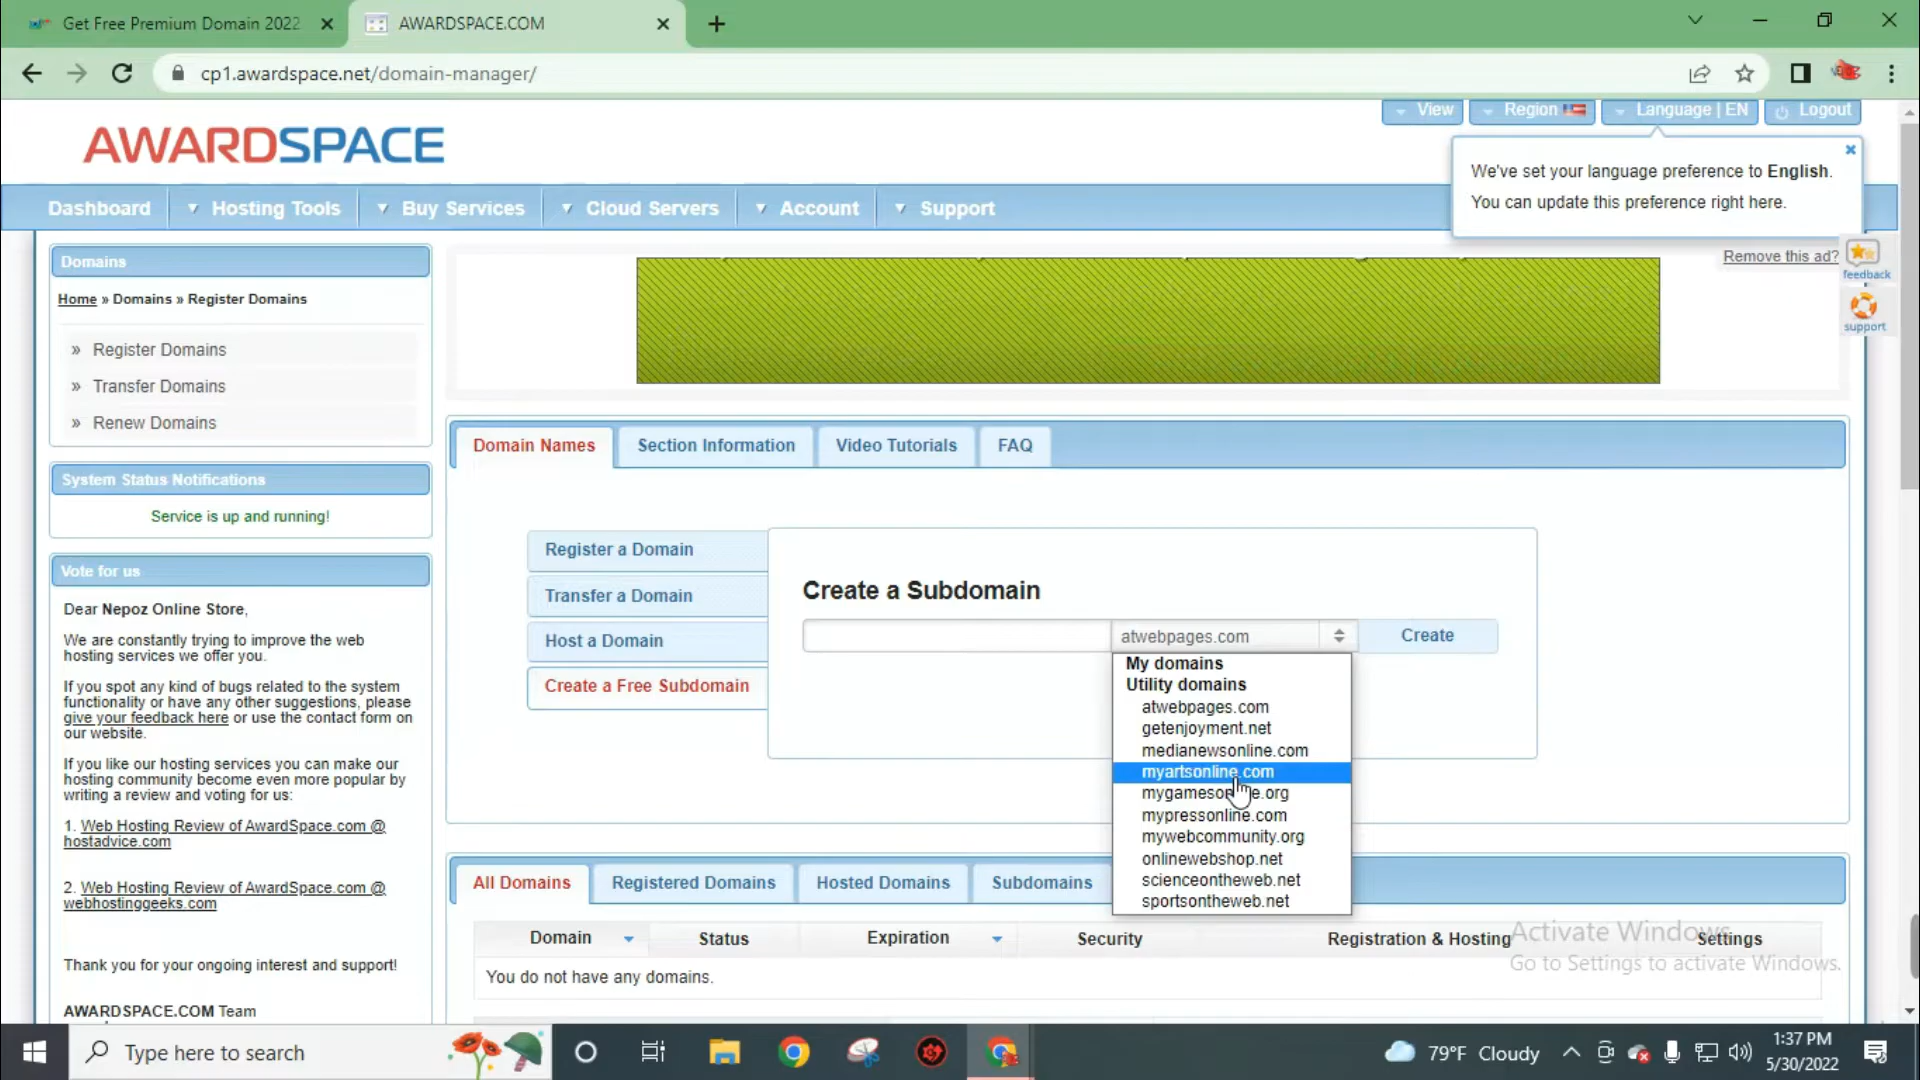 Get Free Premium Domain 2022
AWARDSPACE.COM
cp1.awardspace.net/domain-manager/
View
Region
Language | EN
Logout
AWARDSPACE
We've set your language preference to English.
You can update this preference right here.
Dashboard
Hosting Tools
Buy Services
Cloud Servers
Account
Support
Domains
Home » Domains » Register Domains
» Register Domains
» Transfer Domains
» Renew Domains
Remove this ad?
feedback
support
System Status Notifications
Service is up and running!
Vote for us
Dear Nepoz Online Store,
We are constantly trying to improve the web
hosting services we offer you.
If you spot any kind of bugs related to the system
functionality or have any other suggestions, please
give your feedback here or use the contact form on
our website.
If you like our hosting services you can make our
hosting community become even more popular by
writing a review and voting for us:
1. Web Hosting Review of AwardSpace.com @
hostadvice.com
2. Web Hosting Review of AwardSpace.com @
webhostinggeeks.com
Thank you for your ongoing interest and support!
AWARDSPACE.COM Team
Domain Names
Section Information
Video Tutorials
FAQ
Register a Domain
Transfer a Domain
Host a Domain
Create a Free Subdomain
Create a Subdomain
atwebpages.com
Create
My domains
Utility domains
atwebpages.com
getenjoyment.net
medianewsonline.com
myartsonline.com
mygamesonline.org
mypressonline.com
mywebcommunity.org
onlinewebshop.net
scienceontheweb.net
sportsontheweb.net
All Domains
Registered Domains
Hosted Domains
Subdomains
Domain
Status
Expiration
Security
Registration & Hosting
Settings
You do not have any domains.
Activate Windows
Go to Settings to activate Windows.
Type here to search
79°F Cloudy
1:37 PM
5/30/2022